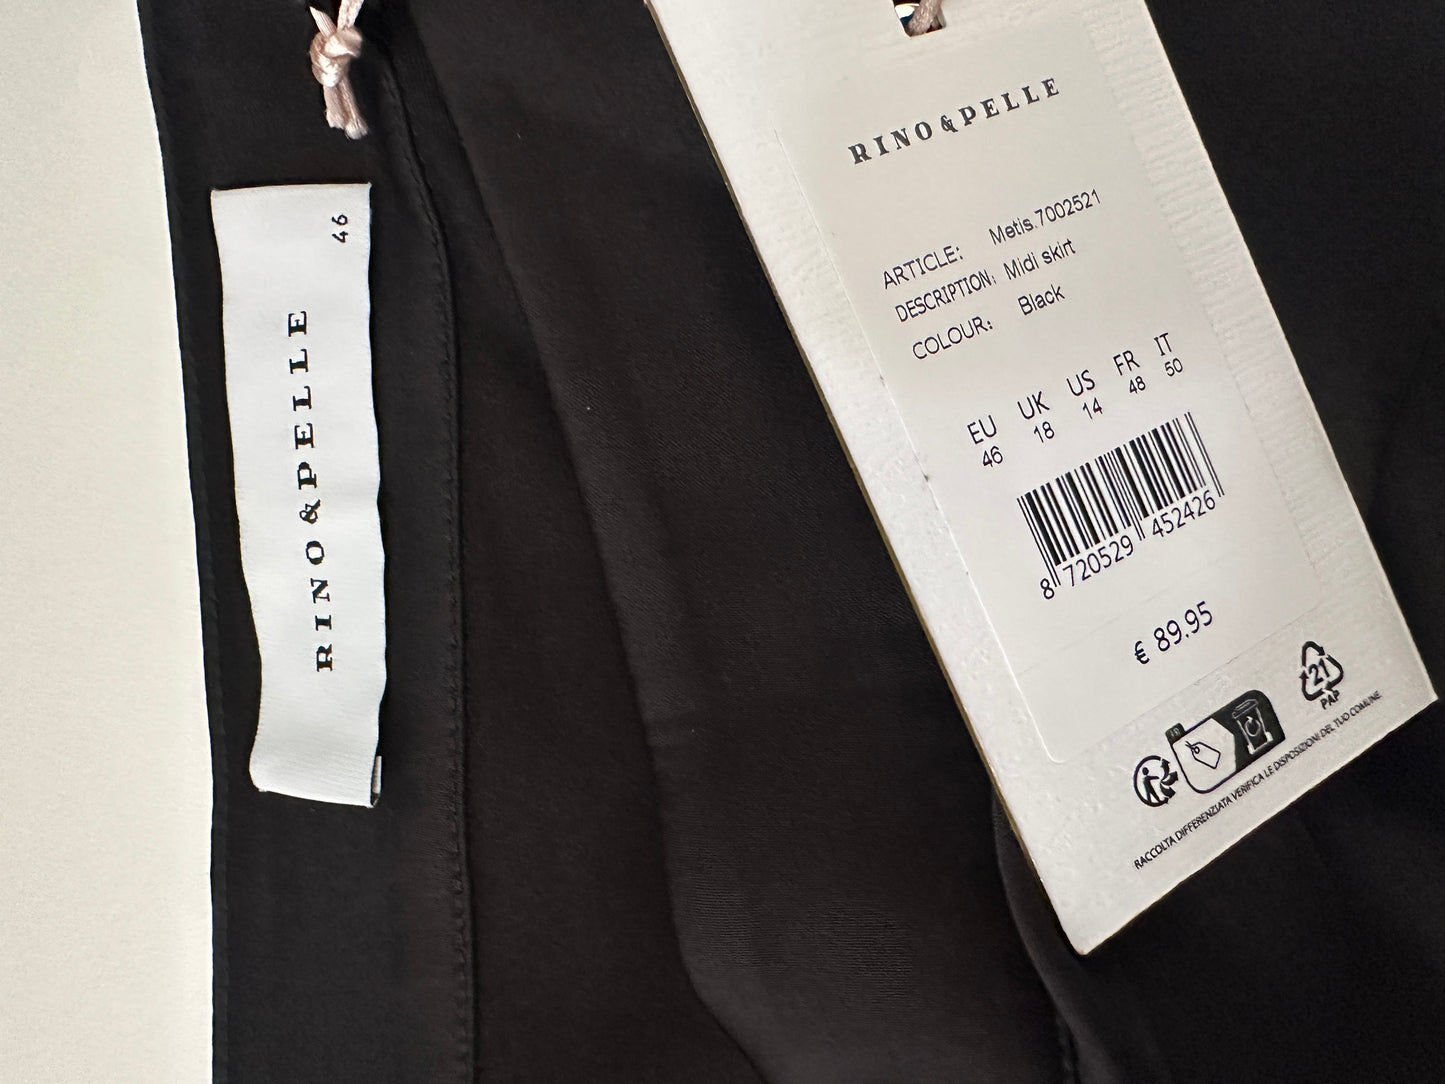 46
RINO & PELLE
RINO & PELLE
ARTICLE: Metis.7002521
DESCRIPTION: Midi skirt
COLOUR: Black
EU UK US FR IT
46 18 14 48 50
8 720529 452426
€ 89.95
21
PAP
FR
RACCOLTA DIFFERENZIATA VERIFICA LE DISPOSIZIONI DEL TUO COMUNE